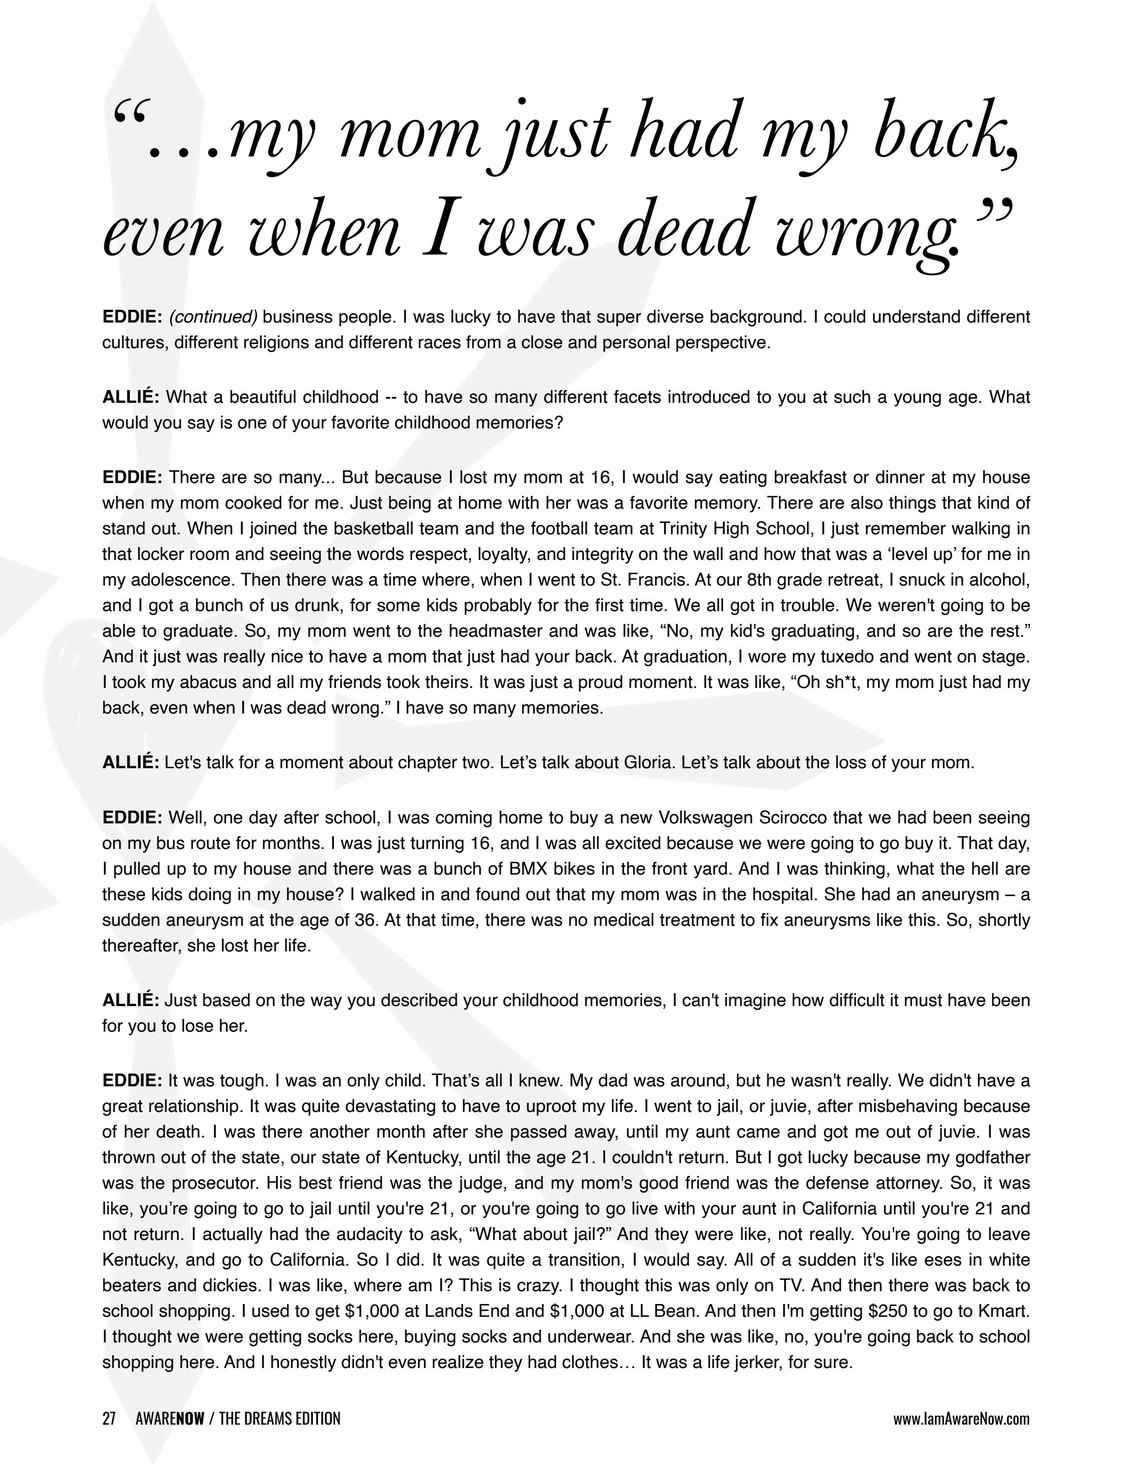 “…my mom just had my back,
even when I was dead wrong.”
EDDIE: (continued) business people. I was lucky to have that super diverse background. I could understand different
cultures, different religions and different races from a close and personal perspective.
ALLIÉ: What a beautiful childhood -- to have so many different facets introduced to you at such a young age. What
would you say is one of your favorite childhood memories?
EDDIE: There are so many... But because I lost my mom at 16, I would say eating breakfast or dinner at my house
when my mom cooked for me. Just being at home with her was a favorite memory. There are also things that kind of
stand out. When I joined the basketball team and the football team at Trinity High School, I just remember walking in
that locker room and seeing the words respect, loyalty, and integrity on the wall and how that was a ‘level up’ for me in
my adolescence. Then there was a time where, when I went to St. Francis. At our 8th grade retreat, I snuck in alcohol,
and I got a bunch of us drunk, for some kids probably for the first time. We all got in trouble. We weren't going to be
able to graduate. So, my mom went to the headmaster and was like, “No, my kid's graduating, and so are the rest.”
And it just was really nice to have a mom that just had your back. At graduation, I wore my tuxedo and went on stage.
I took my abacus and all my friends took theirs. It was just a proud moment. It was like, “Oh sh*t, my mom just had my
back, even when I was dead wrong.” I have so many memories.
ALLIÉ: Let's talk for a moment about chapter two. Let’s talk about Gloria. Let’s talk about the loss of your mom.
EDDIE: Well, one day after school, I was coming home to buy a new Volkswagen Scirocco that we had been seeing
on my bus route for months. I was just turning 16, and I was all excited because we were going to go buy it. That day,
I pulled up to my house and there was a bunch of BMX bikes in the front yard. And I was thinking, what the hell are
these kids doing in my house? I walked in and found out that my mom was in the hospital. She had an aneurysm – a
sudden aneurysm at the age of 36. At that time, there was no medical treatment to fix aneurysms like this. So, shortly
thereafter, she lost her life.
ALLIÉ: Just based on the way you described your childhood memories, I can't imagine how difficult it must have been
for you to lose her.
EDDIE: It was tough. I was an only child. That’s all I knew. My dad was around, but he wasn't really. We didn't have a
great relationship. It was quite devastating to have to uproot my life. I went to jail, or juvie, after misbehaving because
of her death. I was there another month after she passed away, until my aunt came and got me out of juvie. I was
thrown out of the state, our state of Kentucky, until the age 21. I couldn't return. But I got lucky because my godfather
was the prosecutor. His best friend was the judge, and my mom's good friend was the defense attorney. So, it was
like, you’re going to go to jail until you're 21, or you're going to go live with your aunt in California until you're 21 and
not return. I actually had the audacity to ask, “What about jail?” And they were like, not really. You're going to leave
Kentucky, and go to California. So I did. It was quite a transition, I would say. All of a sudden it's like eses in white
beaters and dickies. I was like, where am I? This is crazy. I thought this was only on TV. And then there was back to
school shopping. I used to get $1,000 at Lands End and $1,000 at LL Bean. And then I'm getting $250 to go to Kmart.
I thought we were getting socks here, buying socks and underwear. And she was like, no, you're going back to school
shopping here. And I honestly didn't even realize they had clothes… It was a life jerker, for sure.
27 AWARENOW / THE DREAMS EDITION
www.IamAwareNow.com